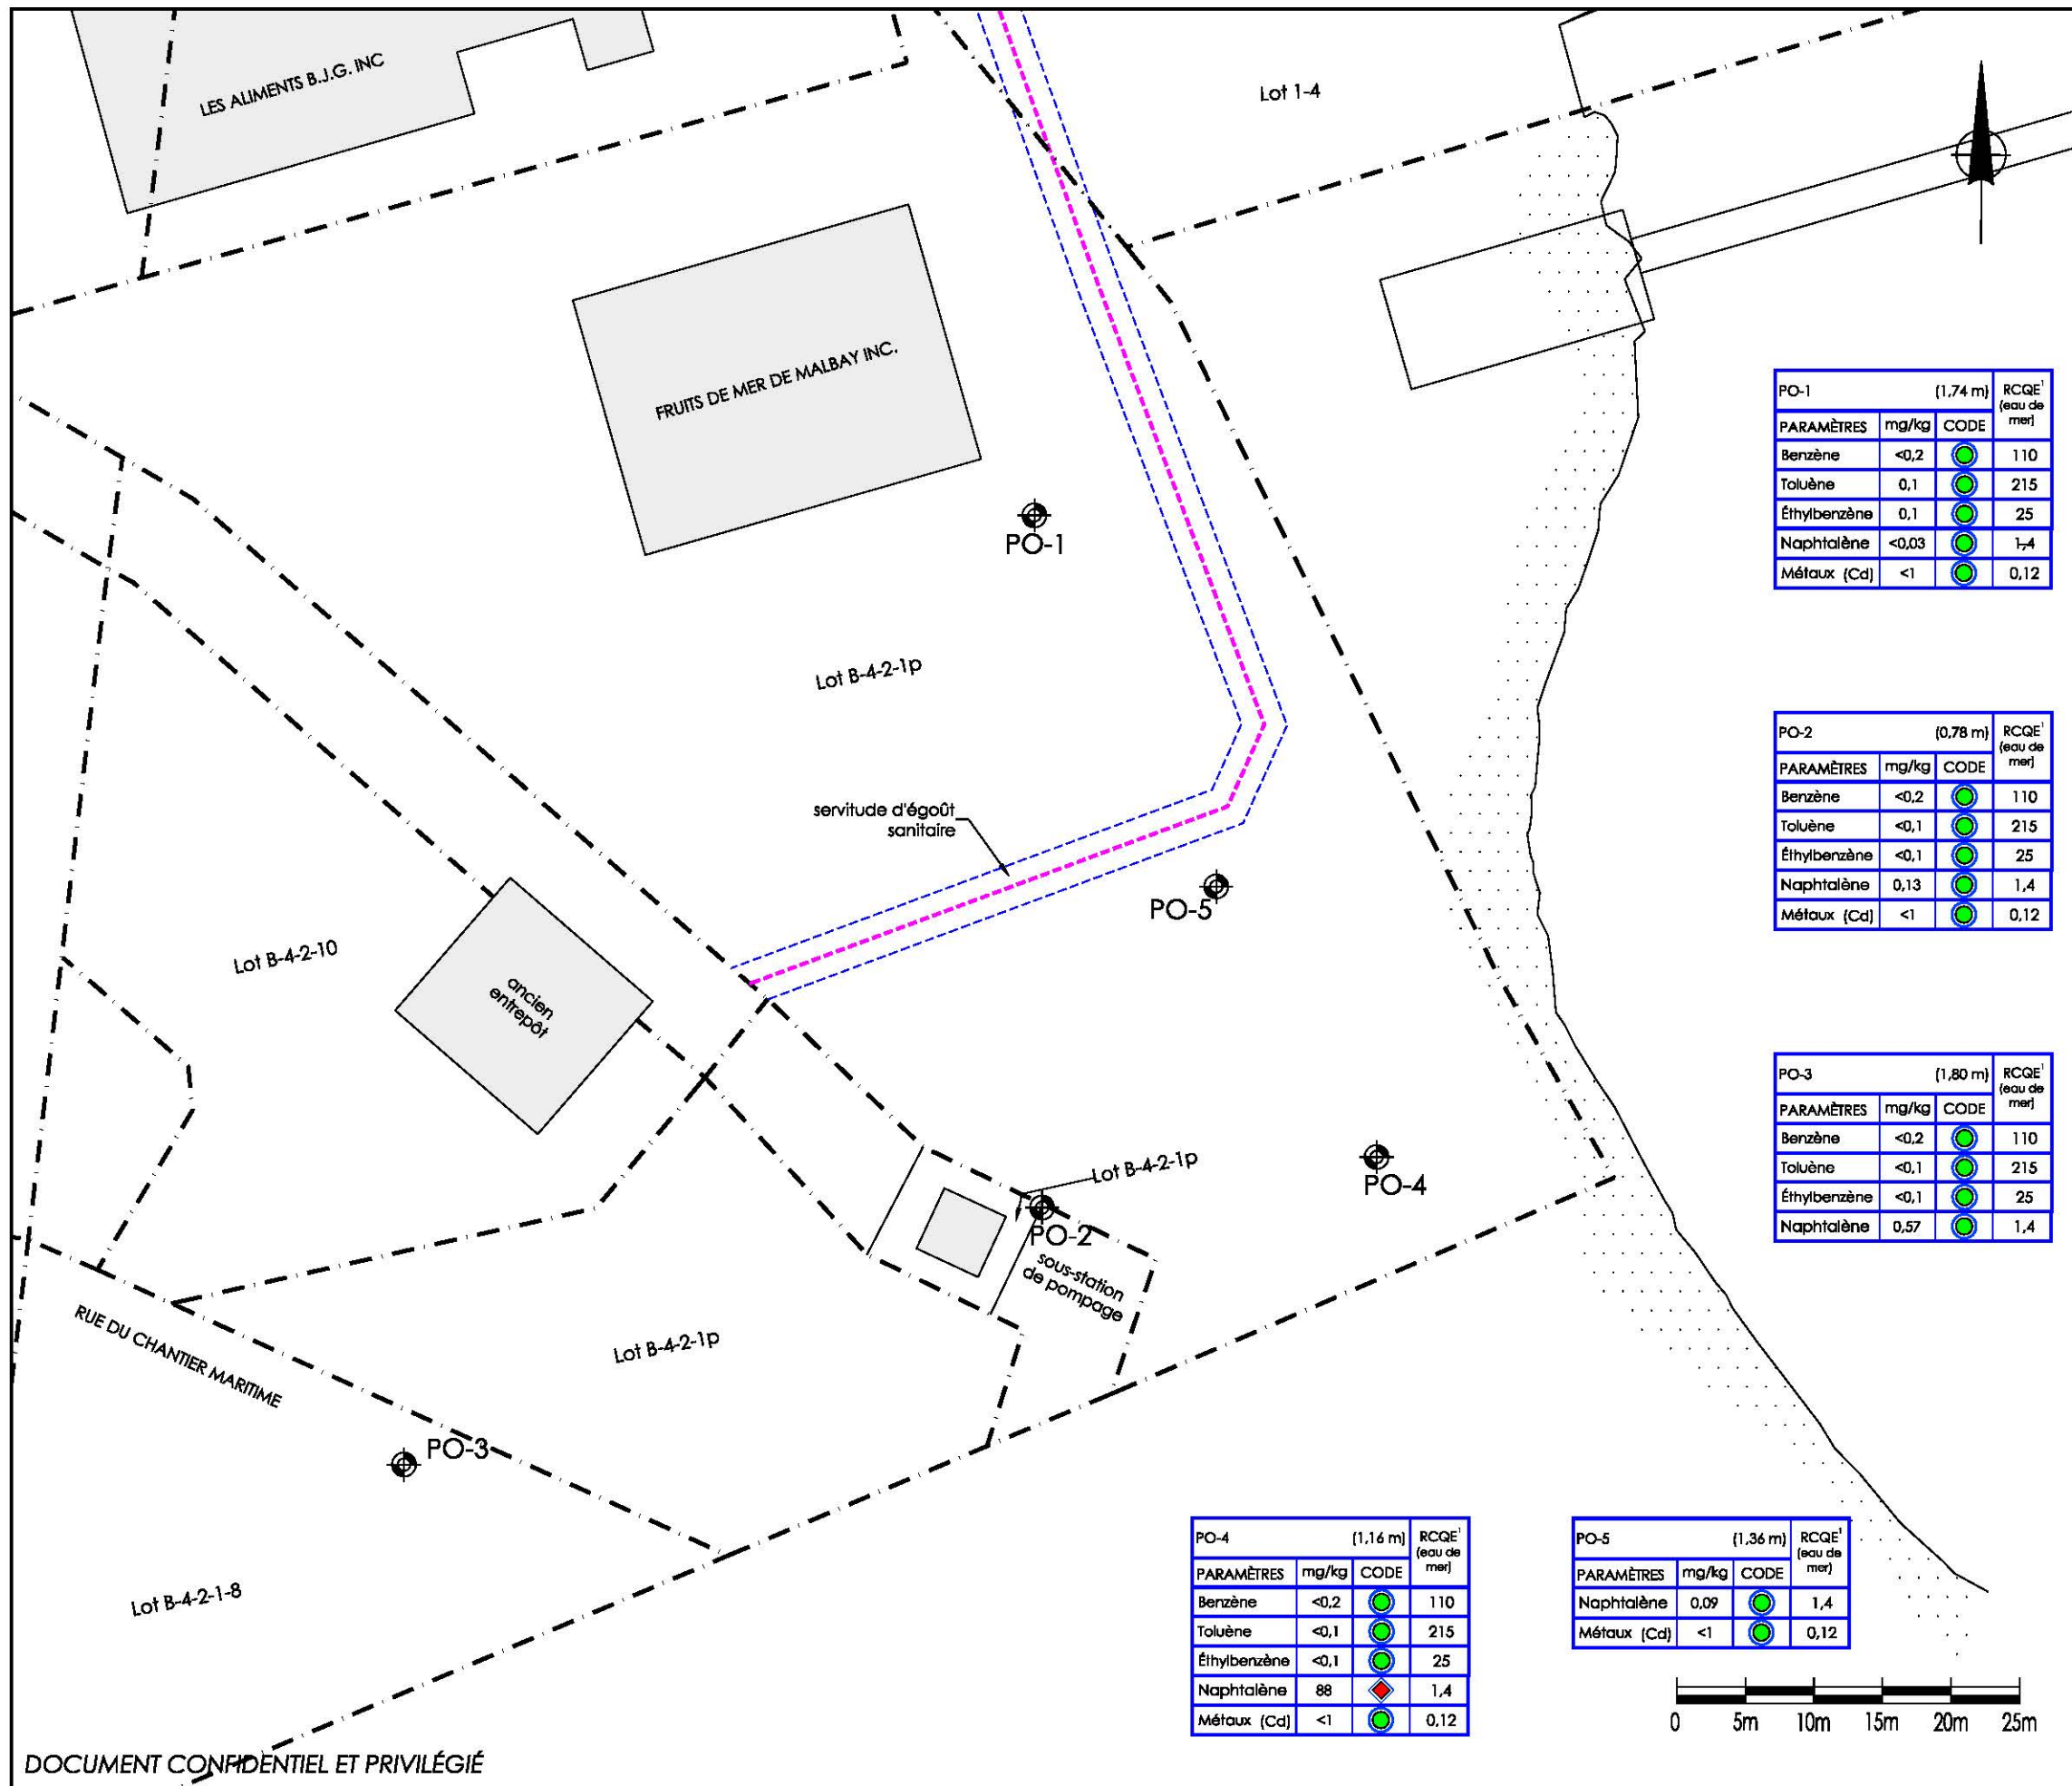 LES ALIMENTS B.J.G. INC
Lot 1-4
FRUITS DE MER DE MALBAY INC.
PO-1
Lot B-4-2-1p
servitude d'égoût
sanitaire
PO-5
Lot B-4-2-10
ancien
entrepôt
Lot B-4-2-1p
PO-4
PO-2
sous-station
de pompage
RUE DU CHANTIER MARITIME
Lot B-4-2-1p
PO-3
Lot B-4-2-1-8
PO-1 (1,74 m) RCQE¹
(eau de
mer)
PARAMÈTRES mg/kg CODE
Benzène <0,2 110
Toluène 0,1 215
Éthylbenzène 0,1 25
Naphtalène <0,03 1,4
Métaux (Cd) <1 0,12
PO-2 (0,78 m) RCQE¹
(eau de
mer)
PARAMÈTRES mg/kg CODE
Benzène <0,2 110
Toluène <0,1 215
Éthylbenzène <0,1 25
Naphtalène 0,13 1,4
Métaux (Cd) <1 0,12
PO-3 (1,80 m) RCQE¹
(eau de
mer)
PARAMÈTRES mg/kg CODE
Benzène <0,2 110
Toluène <0,1 215
Éthylbenzène <0,1 25
Naphtalène 0,57 1,4
PO-4 (1,16 m) RCQE¹
(eau de
mer)
PARAMÈTRES mg/kg CODE
Benzène <0,2 110
Toluène <0,1 215
Éthylbenzène <0,1 25
Naphtalène 88 1,4
Métaux (Cd) <1 0,12
PO-5 (1,36 m) RCQE¹
(eau de
mer)
PARAMÈTRES mg/kg CODE
Naphtalène 0,09 1,4
Métaux (Cd) <1 0,12
0 5m 10m 15m 20m 25m
DOCUMENT CONFIDENTIEL ET PRIVILÉGIÉ